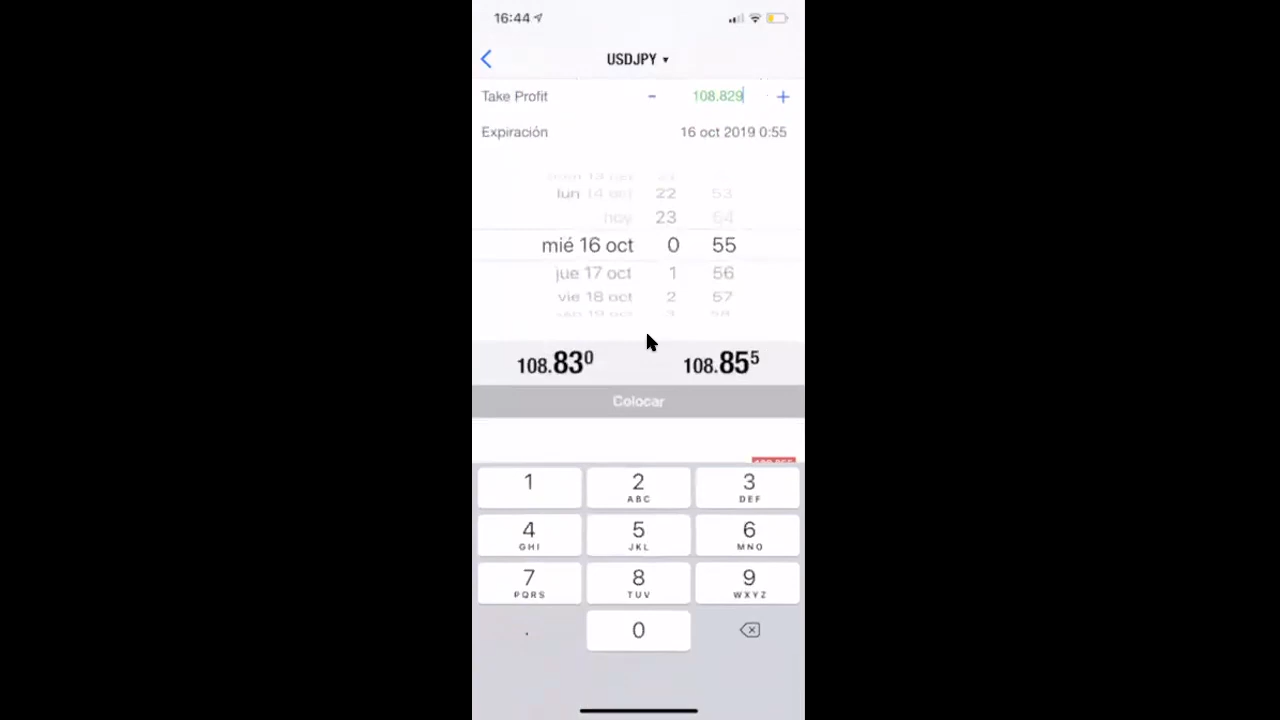 16:44
USDJPY ▾
Take Profit - 108.829 +
Expiración 16 oct 2019 0:55
lun 14 oct 22 53
hoy 23 54
mié 16 oct 0 55
jue 17 oct 1 56
vie 18 oct 2 57
108.830 108.855
Colocar
1 2 3
ABC DEF
4 5 6
GHI JKL MNO
7 8 9
PQRS TUV WXYZ
. 0